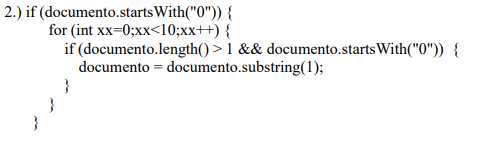 2.) if (documento.startsWith("0")) {
for (int xx=0;xx<10;xx++) {
if (documento.length() > 1 && documento.startsWith("0")) {
documento = documento.substring(1);
}
}
}